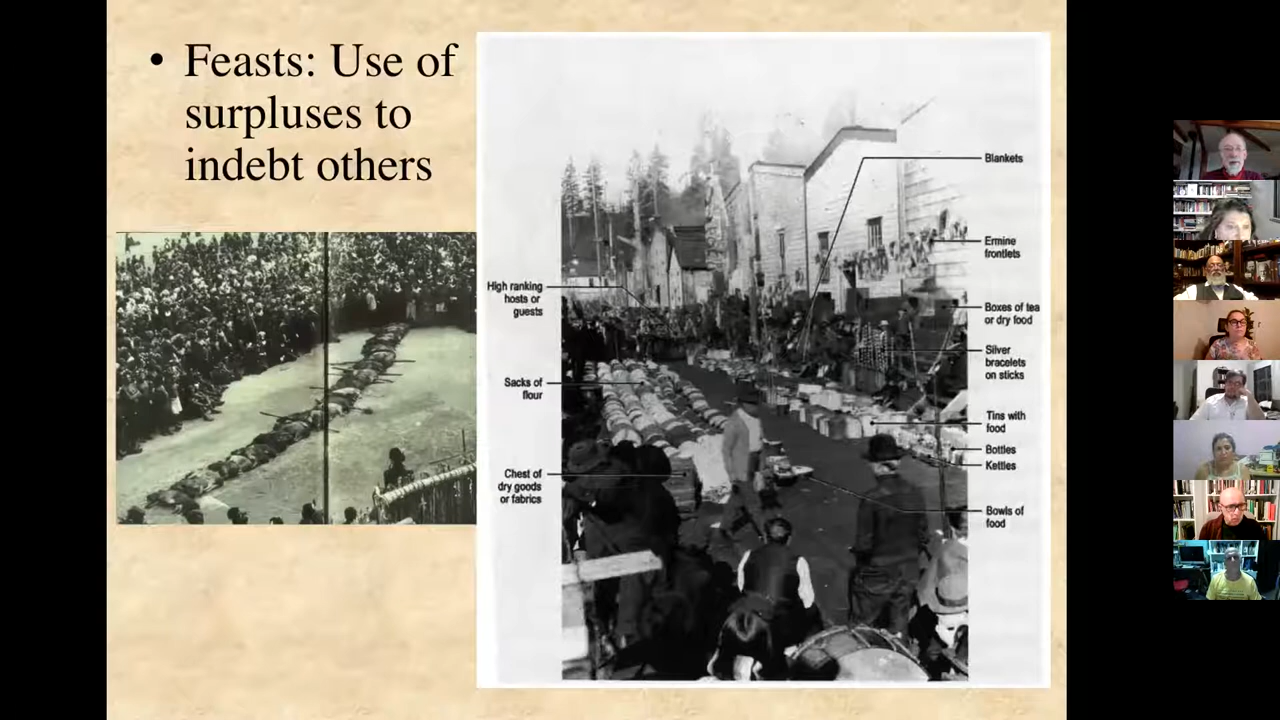 • Feasts: Use of
surpluses to
indebt others
High ranking
hosts or
guests
Sacks of
flour
Chest of
dry goods
or fabrics
Blankets
Ermine
frontlets
Boxes of tea
or dry food
Silver
bracelets
on sticks
Tins with
food
Bottles
Kettles
Bowls of
food